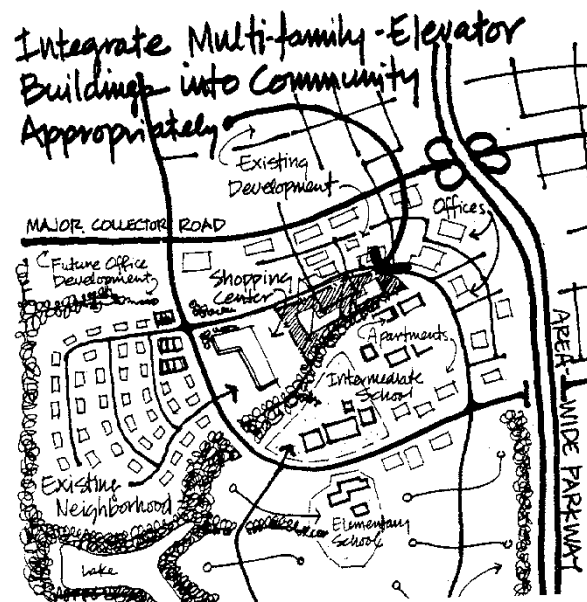 Integrate Multi-family-Elevator
Buildings into Community
Appropriately
Existing
Development
MAJOR COLLECTOR ROAD
Offices
Future Office
Development
Shopping
Center
Apartments
Intermediate
School
AREA-WIDE PARKWAY
Existing
Neighborhood
Elementary
School
Lake